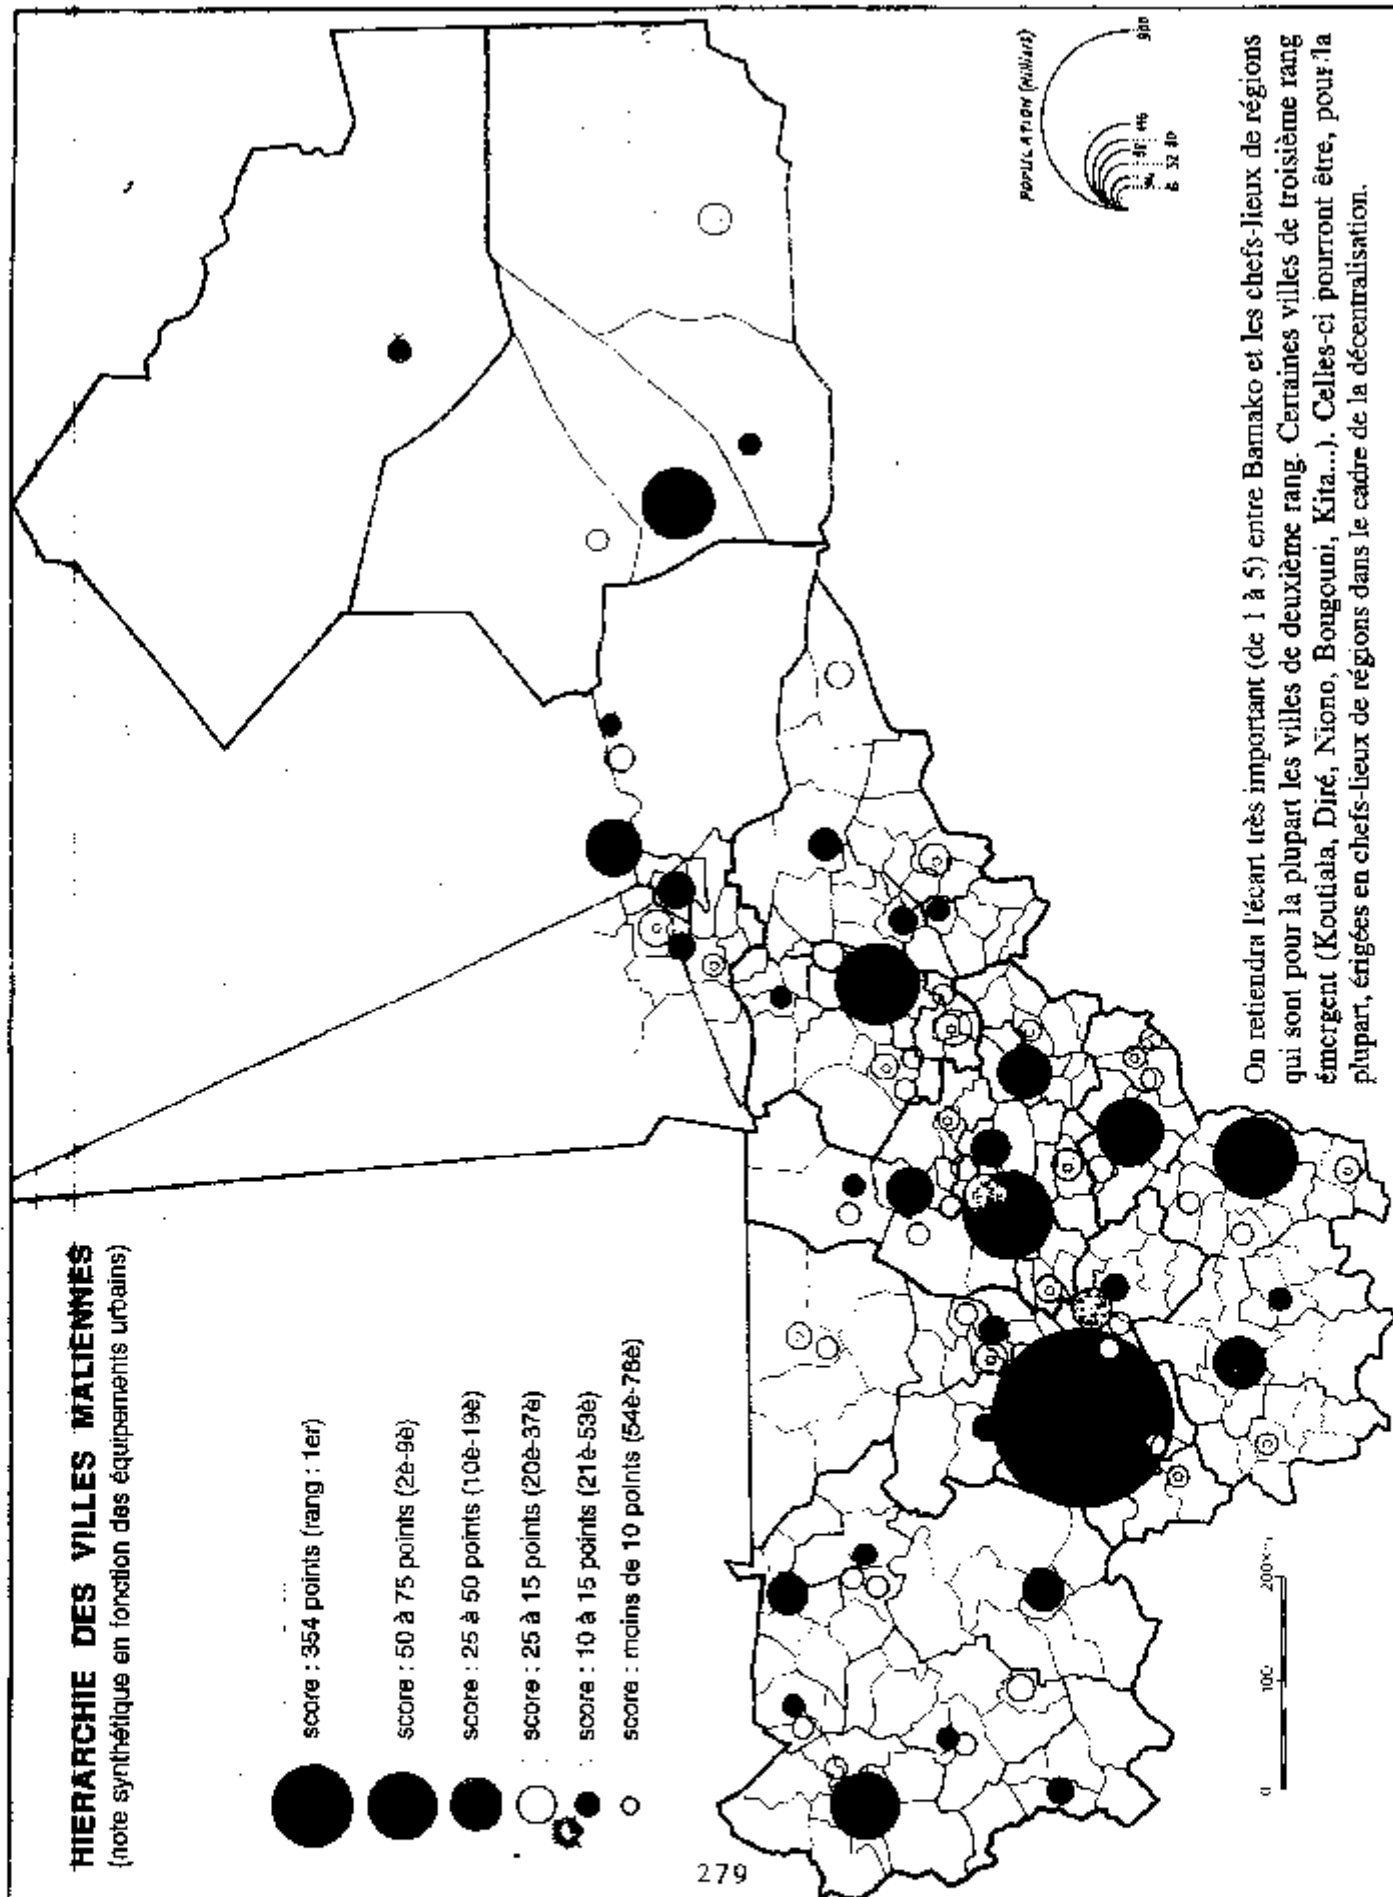 HIERARCHIE DES VILLES MALIENNES
(note synthétique en fonction des équipements urbains)
score : 354 points (rang : 1er)
score : 50 à 75 points (2è-9è)
score : 25 à 50 points (10è-19è)
score : 25 à 15 points (20è-37è)
score : 10 à 15 points (21è-53è)
score : moins de 10 points (54è-78è)
POPULATION (Milliers)
900
0 100 200
On retiendra l'écart très important (de 1 à 5) entre Bamako et les chefs-lieux de régions
qui sont pour la plupart les villes de deuxième rang. Certaines villes de troisième rang
émergent (Koutiala, Diré, Niono, Bougouni, Kita...). Celles-ci pourront être, pour la
plupart, érigées en chefs-lieux de régions dans le cadre de la décentralisation.
279